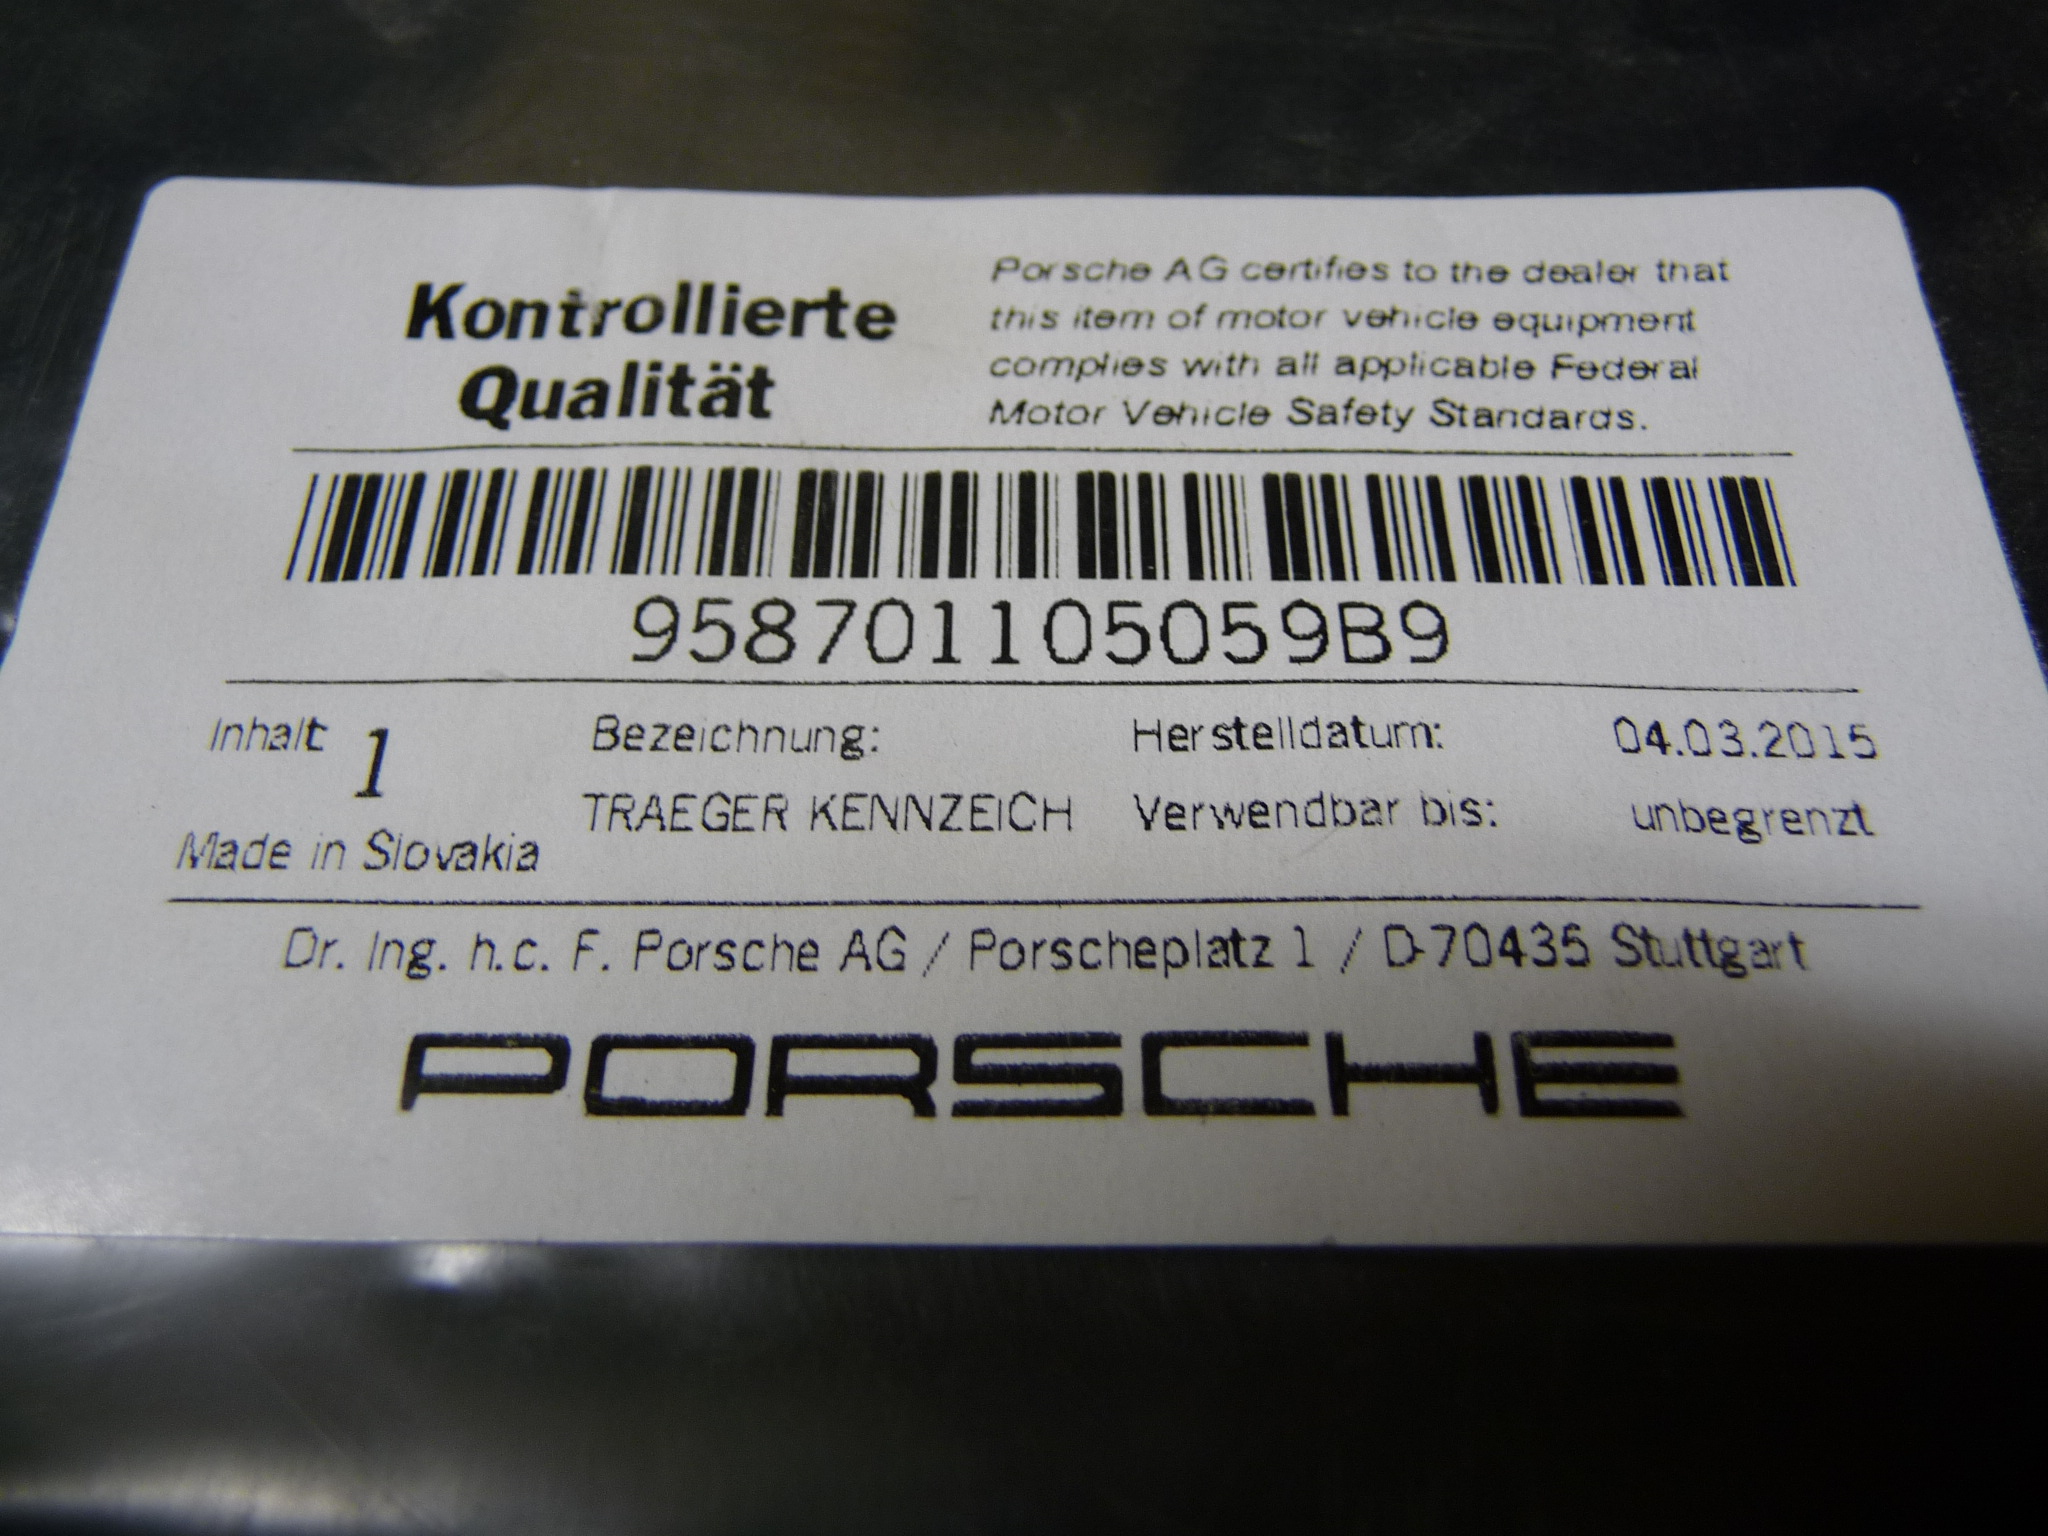 Kontrollierte
Qualität
Porsche AG certifies to the dealer that
this item of motor vehicle equipment
complies with all applicable Federal
Motor Vehicle Safety Standards.
958701105059B9
Inhalt 1
Made in Slovakia
Bezeichnung:
TRAEGER KENNZEICH
Herstelldatum: 04.03.2015
Verwendbar bis: unbegrenzt
Dr. Ing. h.c. F. Porsche AG / Porscheplatz 1 / D-70435 Stuttgart
PORSCHE